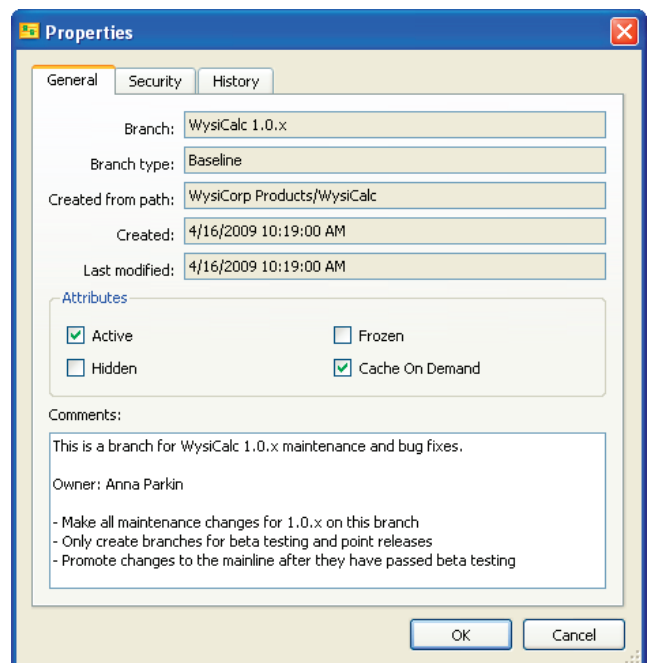 Properties
General Security History
Branch: WysiCalc 1.0.x
Branch type: Baseline
Created from path: WysiCorp Products/WysiCalc
Created: 4/16/2009 10:19:00 AM
Last modified: 4/16/2009 10:19:00 AM
Attributes
Active Frozen
Hidden Cache On Demand
Comments:
This is a branch for WysiCalc 1.0.x maintenance and bug fixes.
Owner: Anna Parkin
- Make all maintenance changes for 1.0.x on this branch
- Only create branches for beta testing and point releases
- Promote changes to the mainline after they have passed beta testing
OK Cancel